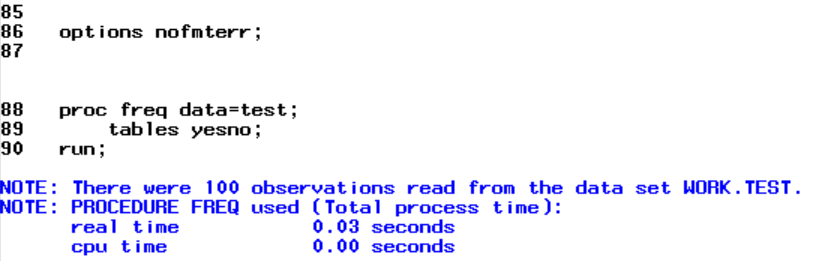 85
86 options nofmterr;
87
88 proc freq data=test;
89 tables yesno;
90 run;
NOTE: There were 100 observations read from the data set WORK.TEST.
NOTE: PROCEDURE FREQ used (Total process time):
real time 0.03 seconds
cpu time 0.00 seconds